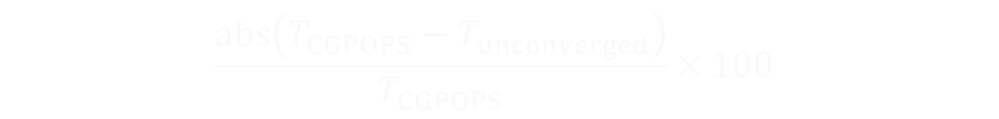 abs(T_CGPOPS − T_unconverged)
T_CGPOPS
× 100